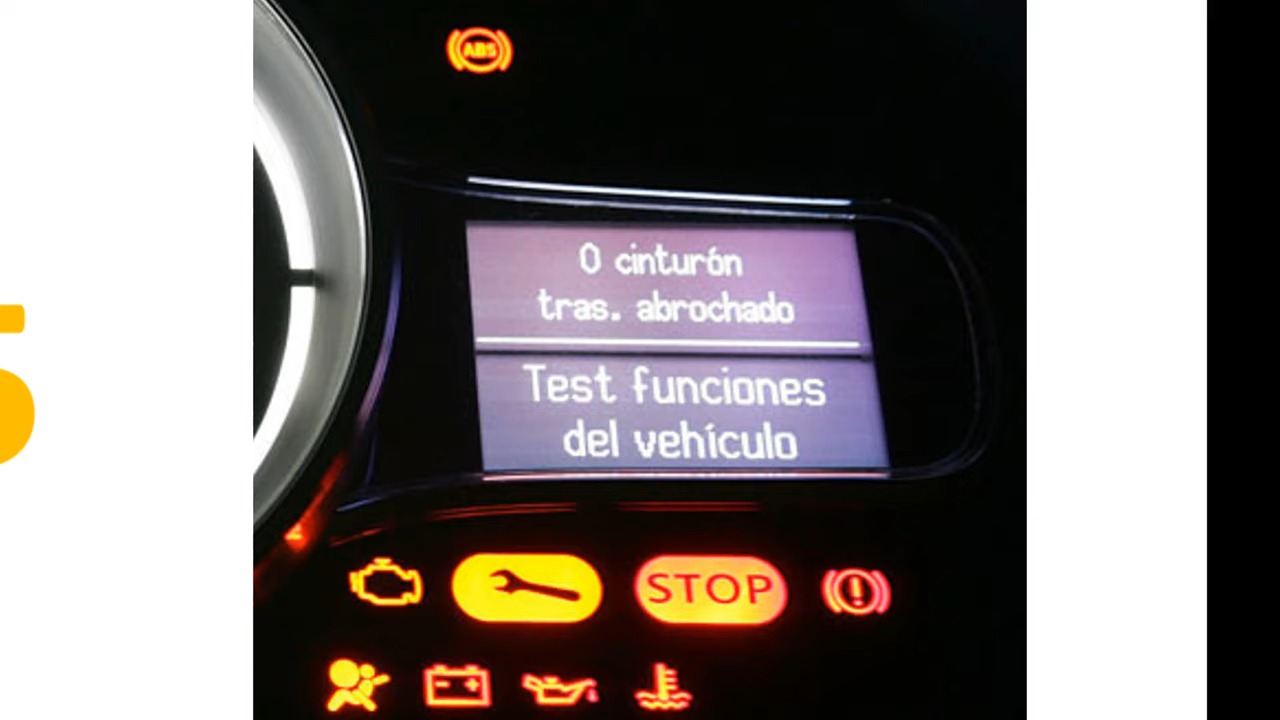 ABS
0 cinturón
tras. abrochado
Test funciones
del vehículo
STOP